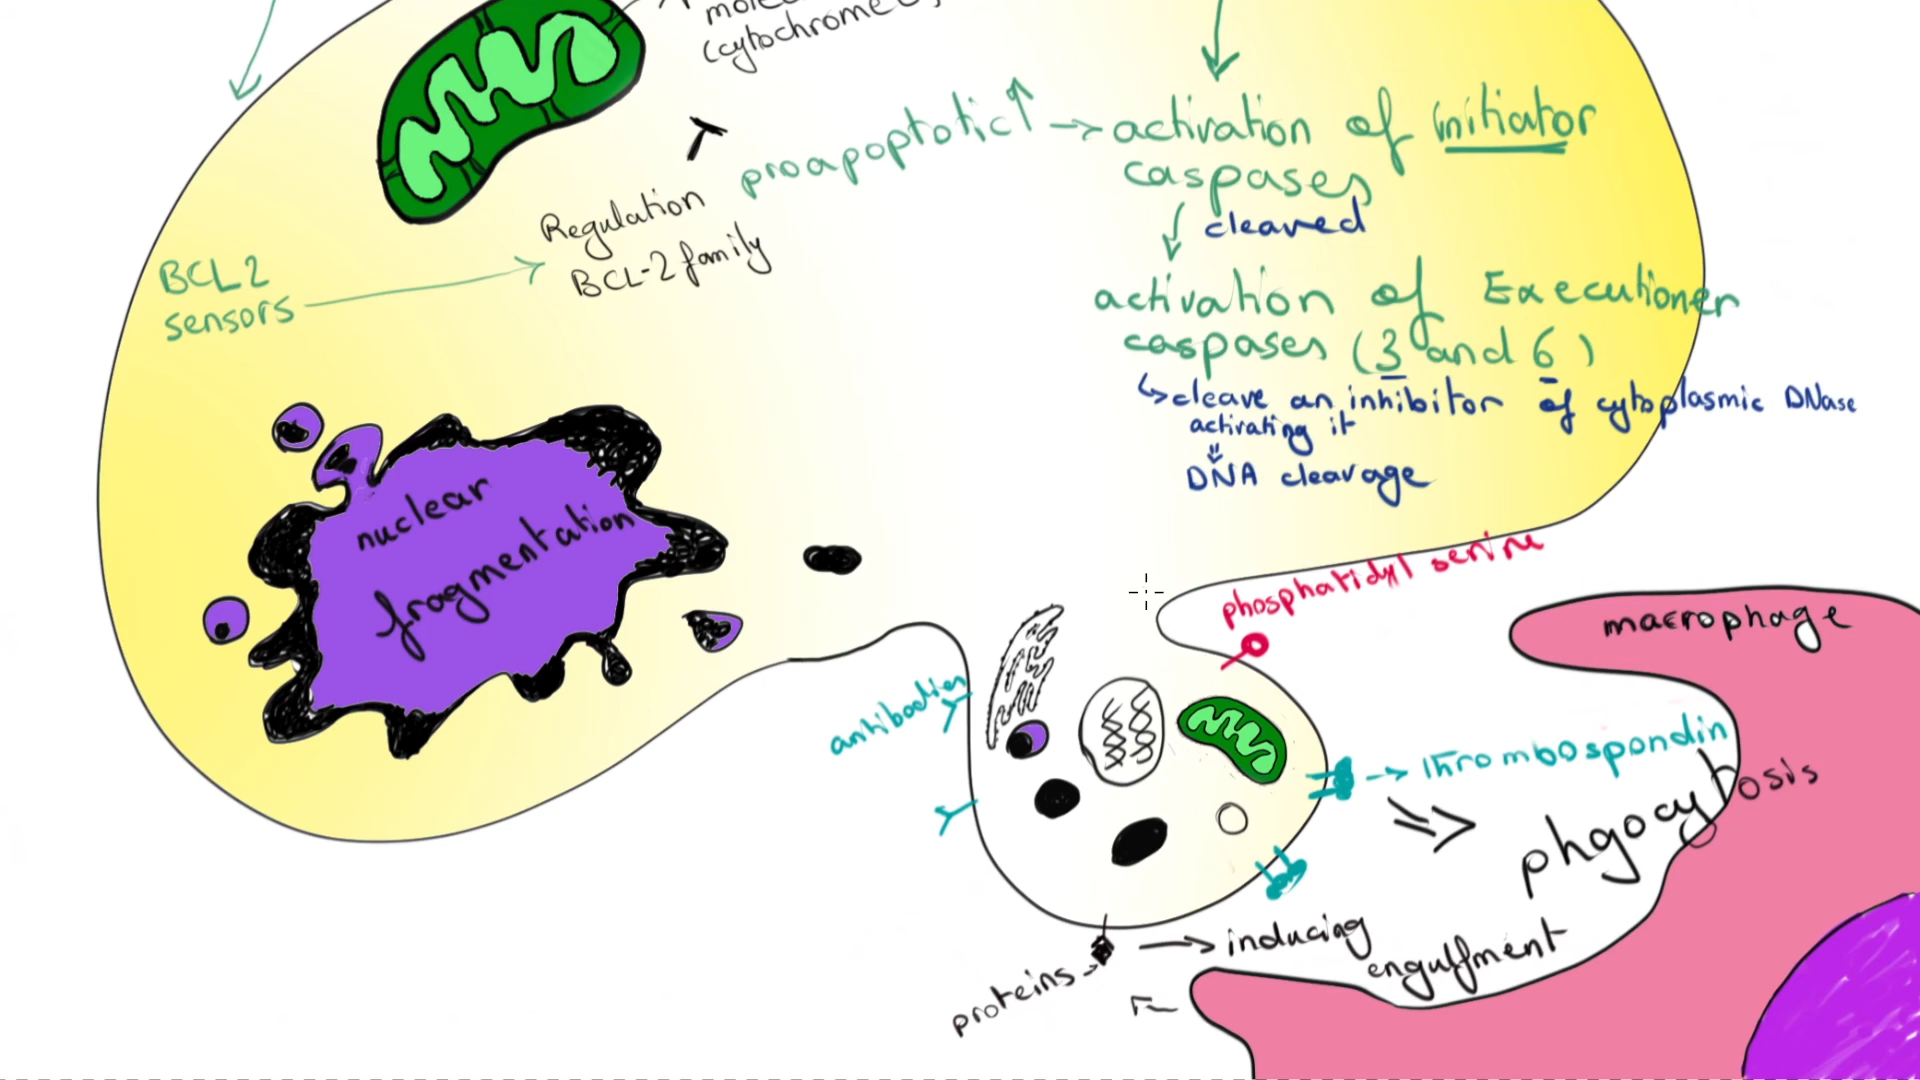 (cytochrome
proapoptotic↑ → activation of initiator
caspases
cleaved
Regulation
BCL-2 family
BCL2
sensors
activation of Executioner
caspases (3 and 6)
cleave an inhibitor of cytoplasmic DNase
activating it
DNA cleavage
nuclear
fragmentation
phosphatidyl serine
macrophage
antibodies
→ thrombospondin
phgocytosis
→ inducing
engulfment
proteins